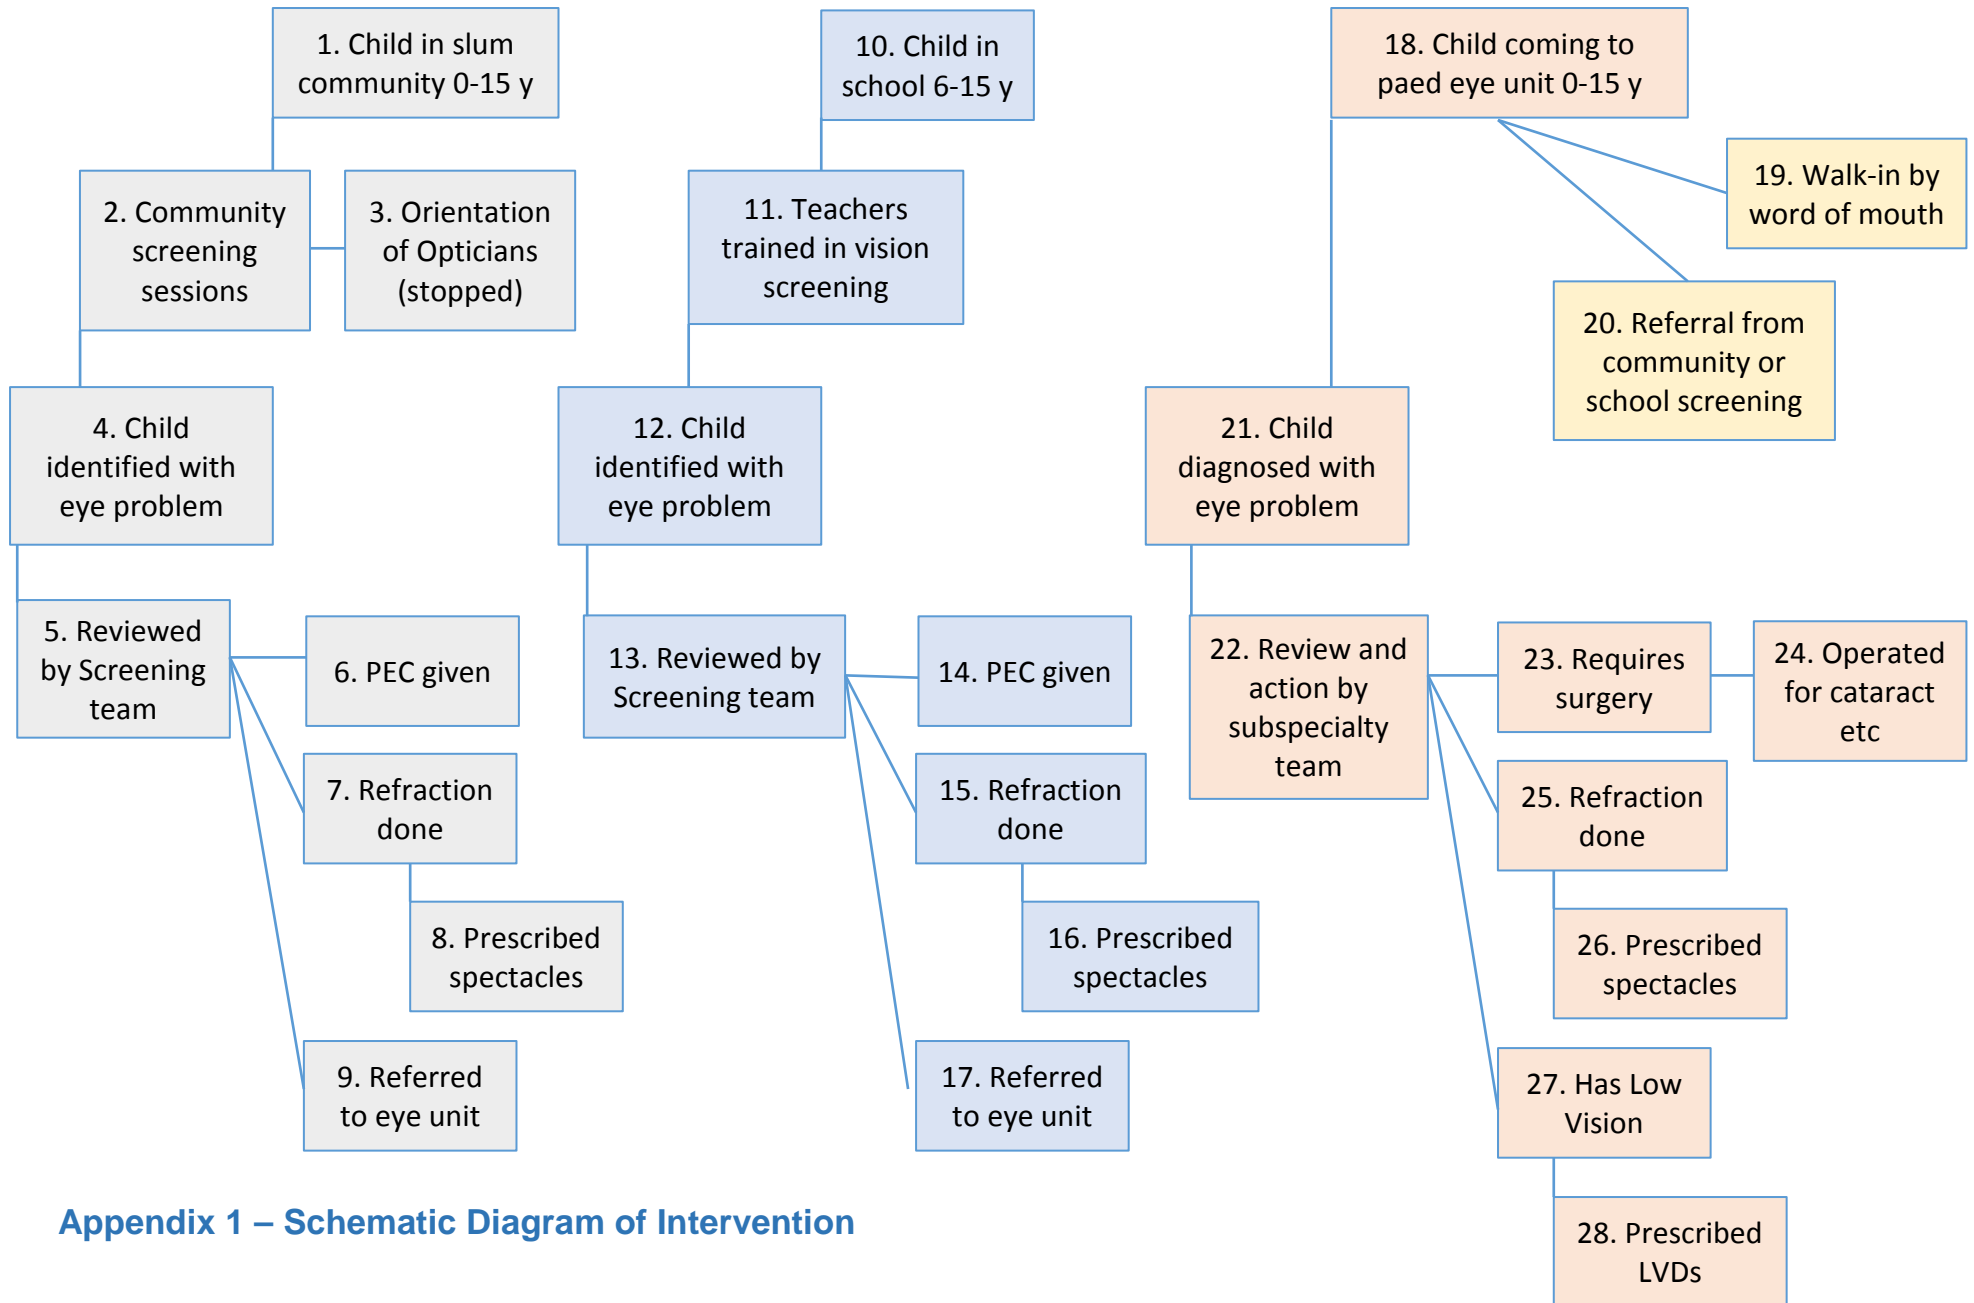 1. Child in slum
community 0-15 y
2. Community
screening
sessions
3. Orientation
of Opticians
(stopped)
4. Child
identified with
eye problem
5. Reviewed
by Screening
team
6. PEC given
7. Refraction
done
8. Prescribed
spectacles
9. Referred
to eye unit
10. Child in
school 6-15 y
11. Teachers
trained in vision
screening
12. Child
identified with
eye problem
13. Reviewed by
Screening team
14. PEC given
15. Refraction
done
16. Prescribed
spectacles
17. Referred
to eye unit
18. Child coming to
paed eye unit 0-15 y
19. Walk-in by
word of mouth
20. Referral from
community or
school screening
21. Child
diagnosed with
eye problem
22. Review and
action by
subspecialty
team
23. Requires
surgery
24. Operated
for cataract
etc
25. Refraction
done
26. Prescribed
spectacles
27. Has Low
Vision
28. Prescribed
LVDs
Appendix 1 – Schematic Diagram of Intervention